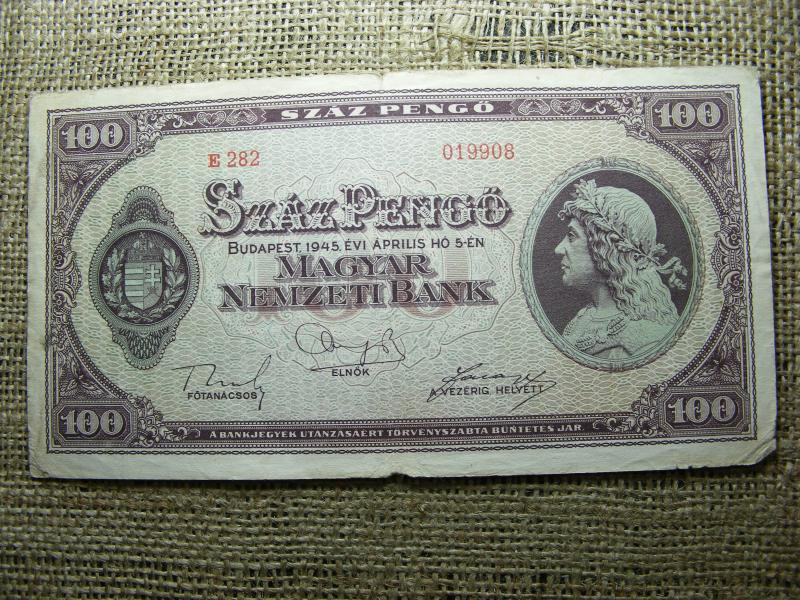 SZÁZ PENGŐ
100
100
E 282
019908
SZÁZ PENGŐ
BUDAPEST, 1945. ÉVI ÁPRILIS HÓ 5-ÉN
MAGYAR
NEMZETI BANK
FŐTANÁCSOS
ELNÖK
A VEZÉRIG. HELYETT
100
100
A BANKJEGYEK UTÁNZÁSÁÉRT TÖRVÉNYSZABTA BÜNTETÉS JÁR.